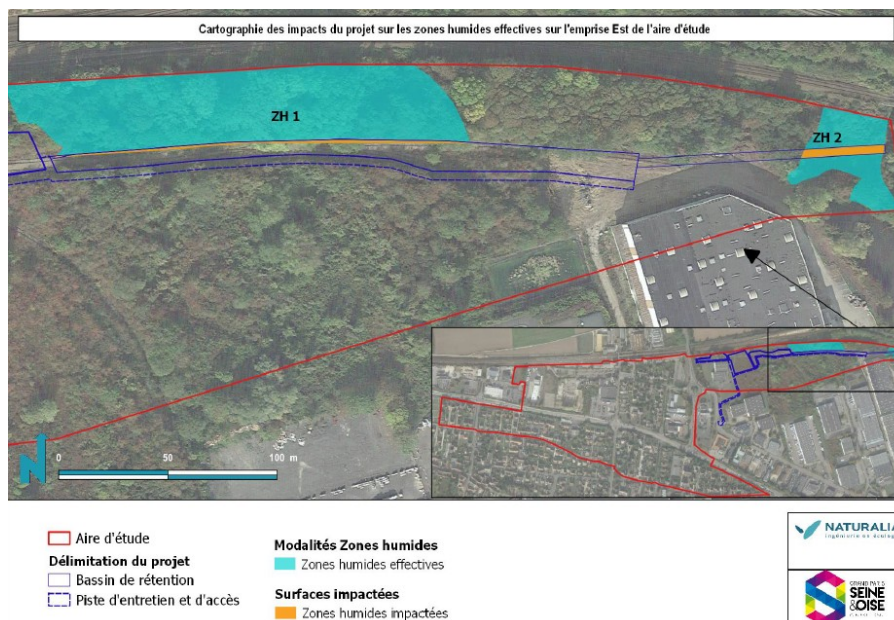 Cartographie des impacts du projet sur les zones humides effectives sur l'emprise Est de l'aire d'étude
ZH 1
ZH 2
N
0 50 100 m
Aire d'étude
Délimitation du projet
Bassin de rétention
Piste d'entretien et d'accès
Modalités Zones humides
Zones humides effectives
Surfaces impactées
Zones humides impactées
NATURALIA
GRAND PARIS
SEINE
&OISE